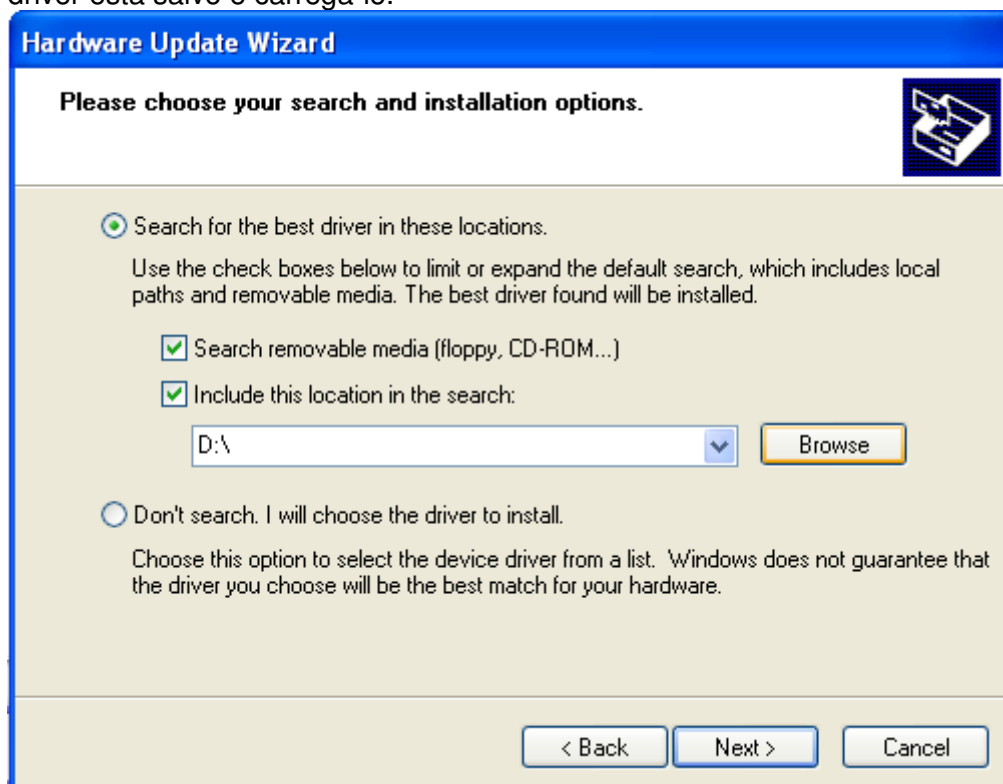 driver está salvo e carregá-lo.
Hardware Update Wizard
Please choose your search and installation options.
Search for the best driver in these locations.
Use the check boxes below to limit or expand the default search, which includes local
paths and removable media. The best driver found will be installed.
Search removable media (floppy, CD-ROM...)
Include this location in the search:
D:\
Browse
Don't search. I will choose the driver to install.
Choose this option to select the device driver from a list. Windows does not guarantee that
the driver you choose will be the best match for your hardware.
< Back Next > Cancel